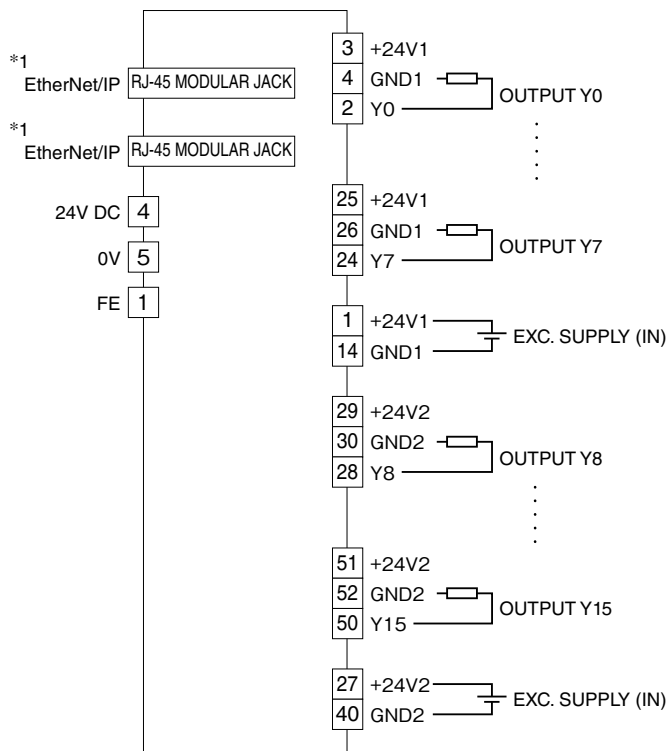 *1
EtherNet/IP RJ-45 MODULAR JACK
*1
EtherNet/IP RJ-45 MODULAR JACK
24V DC 4
0V 5
FE 1
3 +24V1
4 GND1
2 Y0
OUTPUT Y0
25 +24V1
26 GND1
24 Y7
OUTPUT Y7
1 +24V1
14 GND1
EXC. SUPPLY (IN)
29 +24V2
30 GND2
28 Y8
OUTPUT Y8
51 +24V2
52 GND2
50 Y15
OUTPUT Y15
27 +24V2
40 GND2
EXC. SUPPLY (IN)